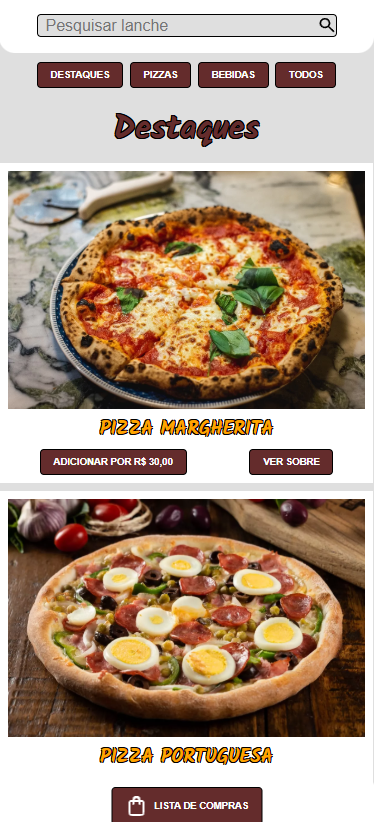 Pesquisar lanche
DESTAQUES PIZZAS BEBIDAS TODOS
Destaques
PIZZA MARGHERITA
ADICIONAR POR R$ 30,00 VER SOBRE
PIZZA PORTUGUESA
LISTA DE COMPRAS